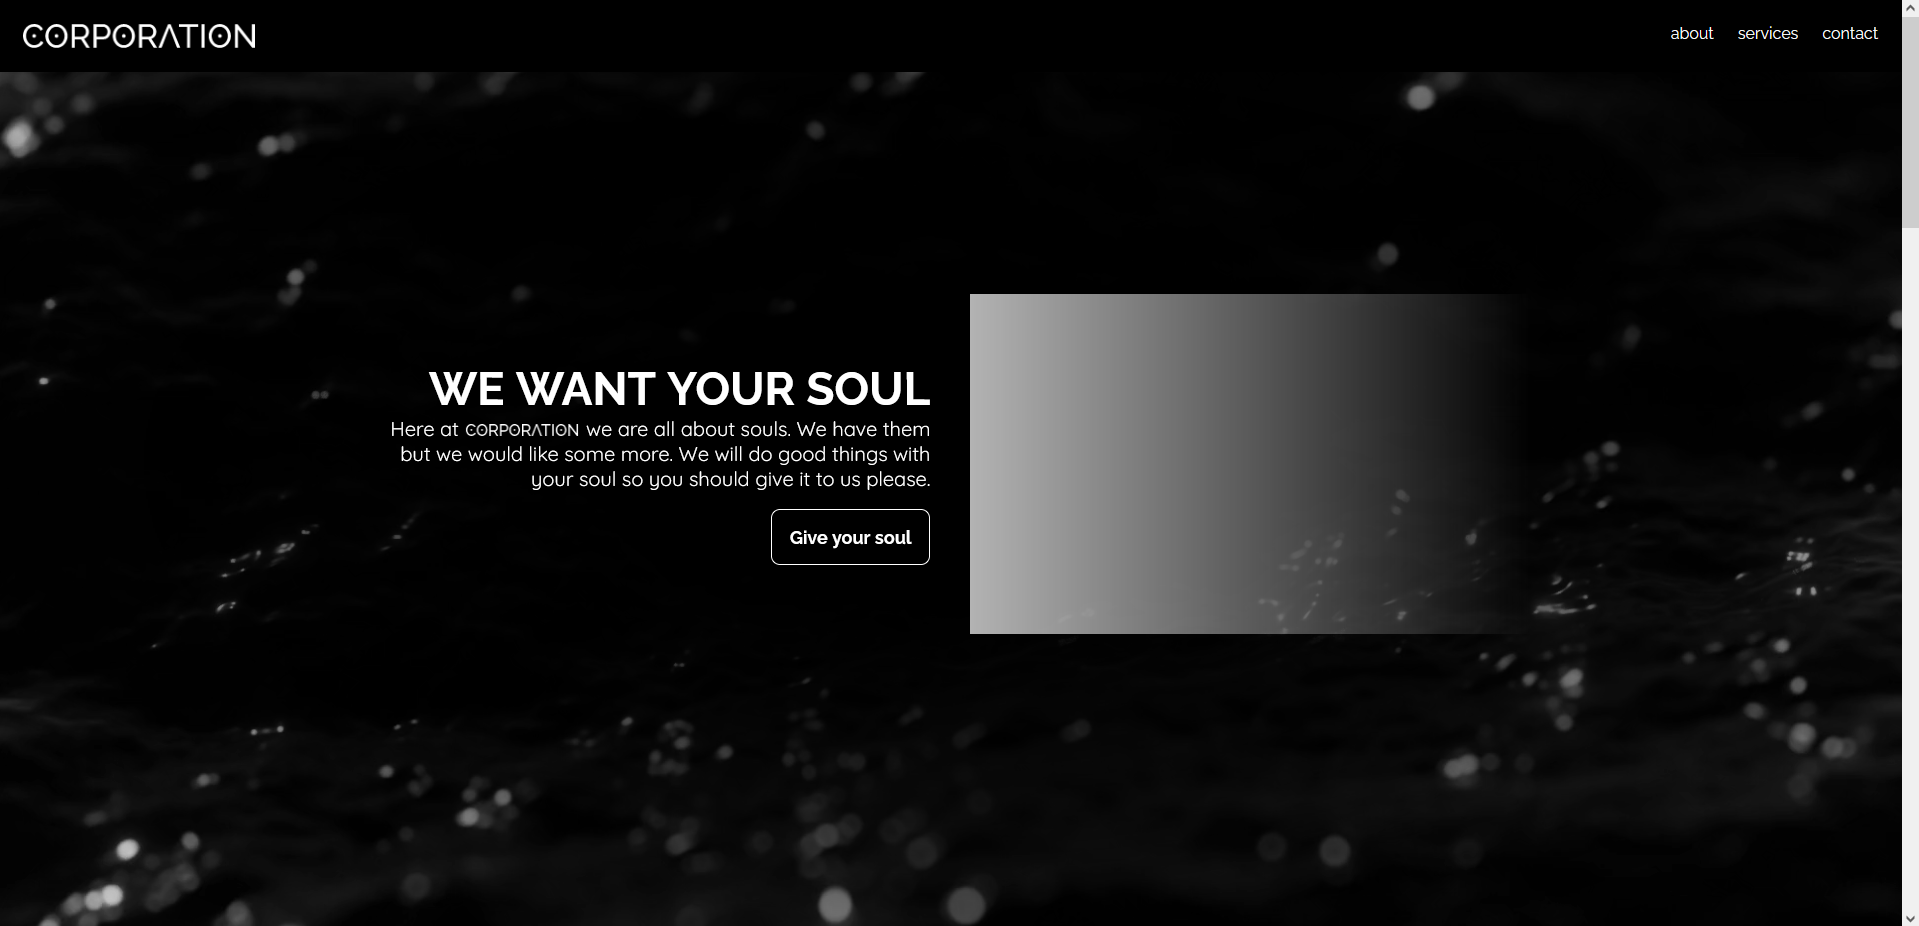 CORPORATION
about services contact
WE WANT YOUR SOUL
Here at CORPORATION we are all about souls. We have them
but we would like some more. We will do good things with
your soul so you should give it to us please.
Give your soul